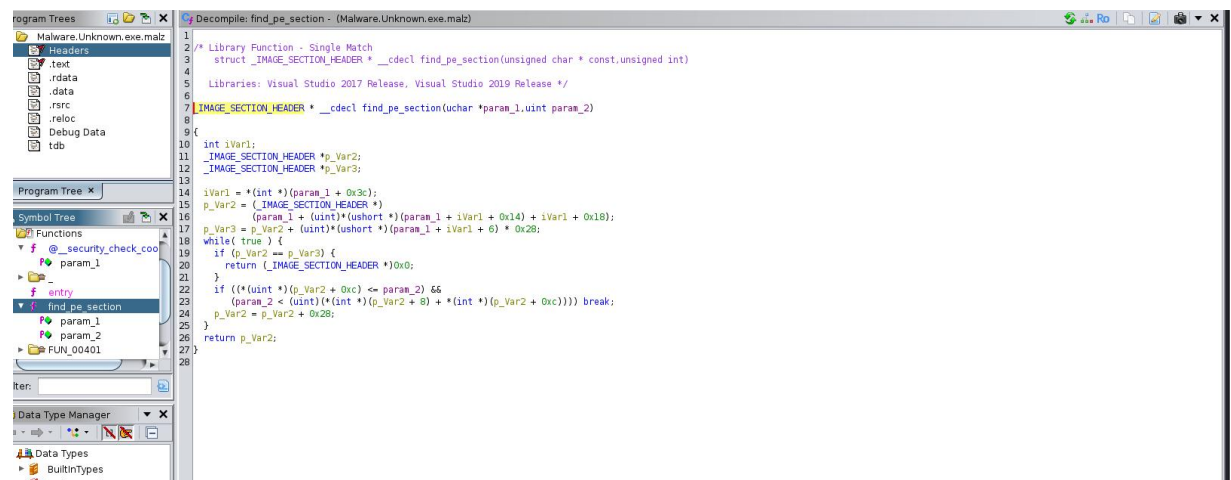 rogram Trees
Malware.Unknown.exe.malz
Headers
.text
.rdata
.data
.rsrc
.reloc
Debug Data
tdb
Program Tree ×
Symbol Tree
Functions
f @__security_check_coo
param_1
_
f entry
f find_pe_section
param_1
param_2
FUN_00401
lter:
Data Type Manager
Data Types
BuiltInTypes
Decompile: find_pe_section - (Malware.Unknown.exe.malz)
Ro
1
2 /* Library Function - Single Match
3 struct _IMAGE_SECTION_HEADER * __cdecl find_pe_section(unsigned char * const,unsigned int)
4
5 Libraries: Visual Studio 2017 Release, Visual Studio 2019 Release */
6
7 _IMAGE_SECTION_HEADER * __cdecl find_pe_section(uchar *param_1,uint param_2)
8
9 {
10 int iVar1;
11 _IMAGE_SECTION_HEADER *p_Var2;
12 _IMAGE_SECTION_HEADER *p_Var3;
13
14 iVar1 = *(int *)(param_1 + 0x3c);
15 p_Var2 = (_IMAGE_SECTION_HEADER *)
16 (param_1 + (uint)*(ushort *)(param_1 + iVar1 + 0x14) + iVar1 + 0x18);
17 p_Var3 = p_Var2 + (uint)*(ushort *)(param_1 + iVar1 + 6) * 0x28;
18 while( true ) {
19 if (p_Var2 == p_Var3) {
20 return (_IMAGE_SECTION_HEADER *)0x0;
21 }
22 if ((*(uint *)(p_Var2 + 0xc) <= param_2) &&
23 (param_2 < (uint)(*(int *)(p_Var2 + 8) + *(int *)(p_Var2 + 0xc)))) break;
24 p_Var2 = p_Var2 + 0x28;
25 }
26 return p_Var2;
27 }
28